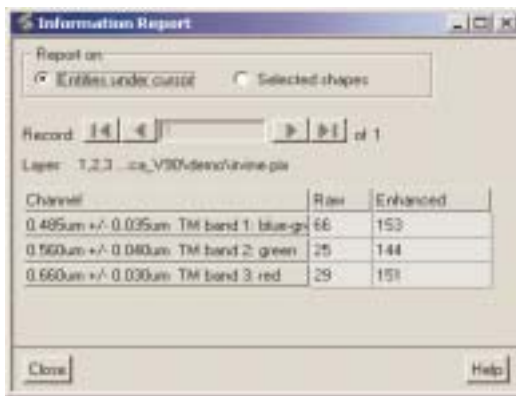 Information Report
Report on:
Entities under cursor Selected shapes
Record: 1 of 1
Layer: 1,2,3 ...ca_V90\demo\irvine.pix
Channel Raw Enhanced
0.485um +/- 0.035um TM band 1: blue-gr 66 153
0.560um +/- 0.040um TM band 2: green 25 144
0.660um +/- 0.030um TM band 3: red 29 151
Close Help